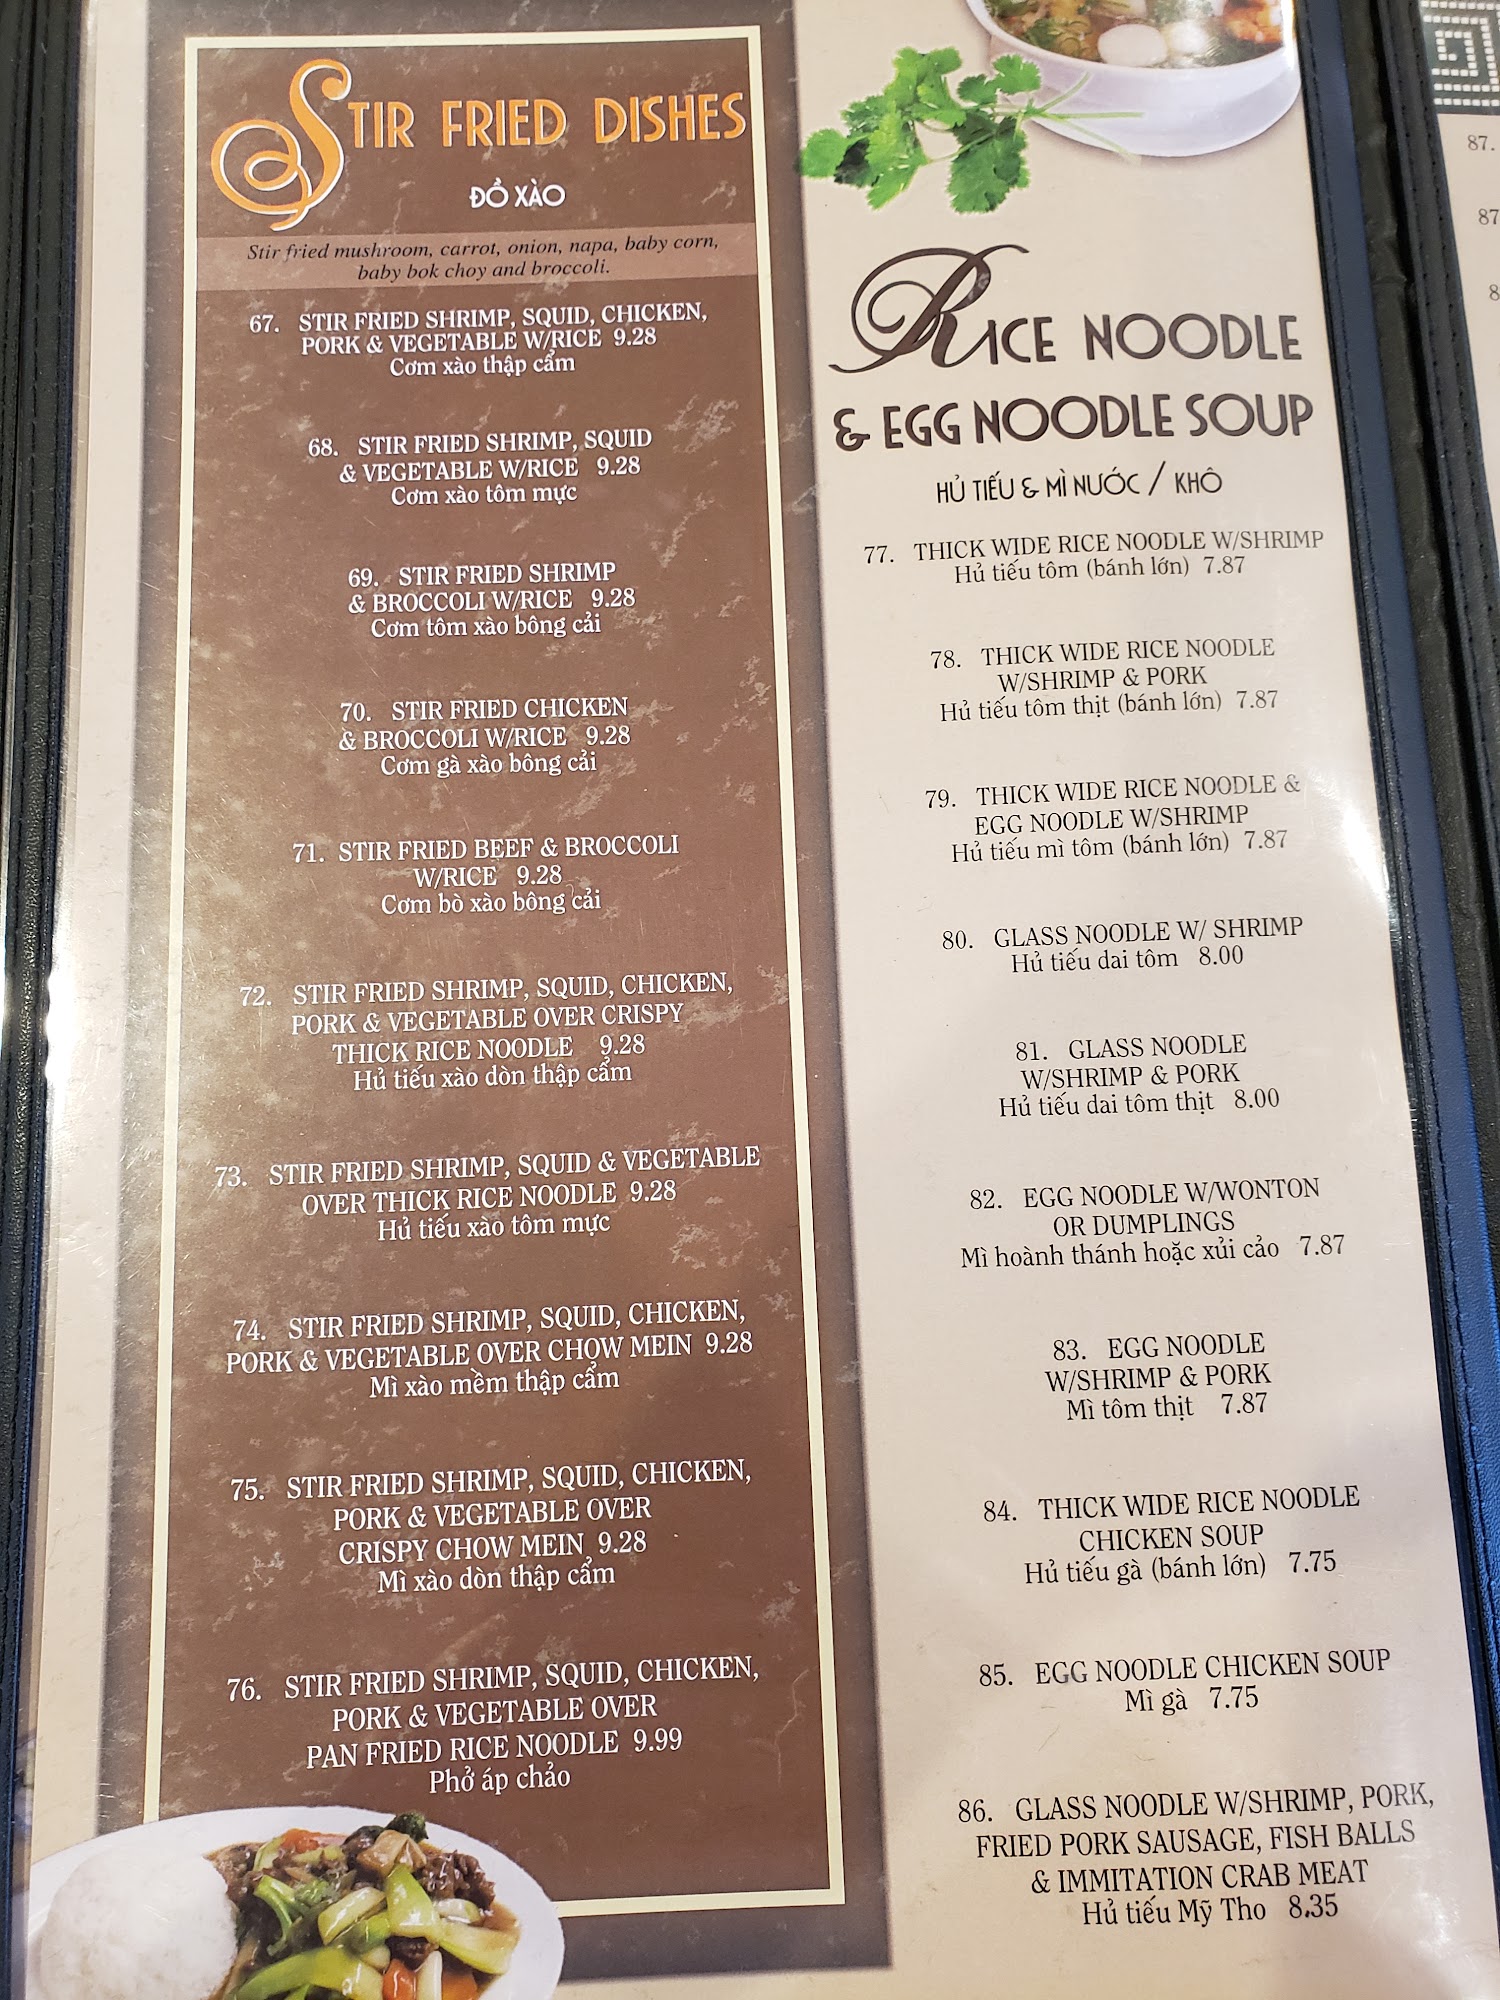 STIR FRIED DISHES
ĐỒ XÀO
Stir fried mushroom, carrot, onion, napa, baby corn,
baby bok choy and broccoli.
67. STIR FRIED SHRIMP, SQUID, CHICKEN,
PORK & VEGETABLE W/RICE 9.28
Cơm xào thập cẩm
68. STIR FRIED SHRIMP, SQUID
& VEGETABLE W/RICE 9.28
Cơm xào tôm mực
69. STIR FRIED SHRIMP
& BROCCOLI W/RICE 9.28
Cơm tôm xào bông cải
70. STIR FRIED CHICKEN
& BROCCOLI W/RICE 9.28
Cơm gà xào bông cải
71. STIR FRIED BEEF & BROCCOLI
W/RICE 9.28
Cơm bò xào bông cải
72. STIR FRIED SHRIMP, SQUID, CHICKEN,
PORK & VEGETABLE OVER CRISPY
THICK RICE NOODLE 9.28
Hủ tiếu xào dòn thập cẩm
73. STIR FRIED SHRIMP, SQUID & VEGETABLE
OVER THICK RICE NOODLE 9.28
Hủ tiếu xào tôm mực
74. STIR FRIED SHRIMP, SQUID, CHICKEN,
PORK & VEGETABLE OVER CHOW MEIN 9.28
Mì xào mềm thập cẩm
75. STIR FRIED SHRIMP, SQUID, CHICKEN,
PORK & VEGETABLE OVER
CRISPY CHOW MEIN 9.28
Mì xào dòn thập cẩm
76. STIR FRIED SHRIMP, SQUID, CHICKEN,
PORK & VEGETABLE OVER
PAN FRIED RICE NOODLE 9.99
Phở áp chảo
RICE NOODLE
& EGG NOODLE SOUP
HỦ TIẾU & MÌ NƯỚC / KHÔ
77. THICK WIDE RICE NOODLE W/SHRIMP
Hủ tiếu tôm (bánh lớn) 7.87
78. THICK WIDE RICE NOODLE
W/SHRIMP & PORK
Hủ tiếu tôm thịt (bánh lớn) 7.87
79. THICK WIDE RICE NOODLE &
EGG NOODLE W/SHRIMP
Hủ tiếu mì tôm (bánh lớn) 7.87
80. GLASS NOODLE W/ SHRIMP
Hủ tiếu dai tôm 8.00
81. GLASS NOODLE
W/SHRIMP & PORK
Hủ tiếu dai tôm thịt 8.00
82. EGG NOODLE W/WONTON
OR DUMPLINGS
Mì hoành thánh hoặc xủi cảo 7.87
83. EGG NOODLE
W/SHRIMP & PORK
Mì tôm thịt 7.87
84. THICK WIDE RICE NOODLE
CHICKEN SOUP
Hủ tiếu gà (bánh lớn) 7.75
85. EGG NOODLE CHICKEN SOUP
Mì gà 7.75
86. GLASS NOODLE W/SHRIMP, PORK,
FRIED PORK SAUSAGE, FISH BALLS
& IMMITATION CRAB MEAT
Hủ tiếu Mỹ Tho 8.35
87.
87
8